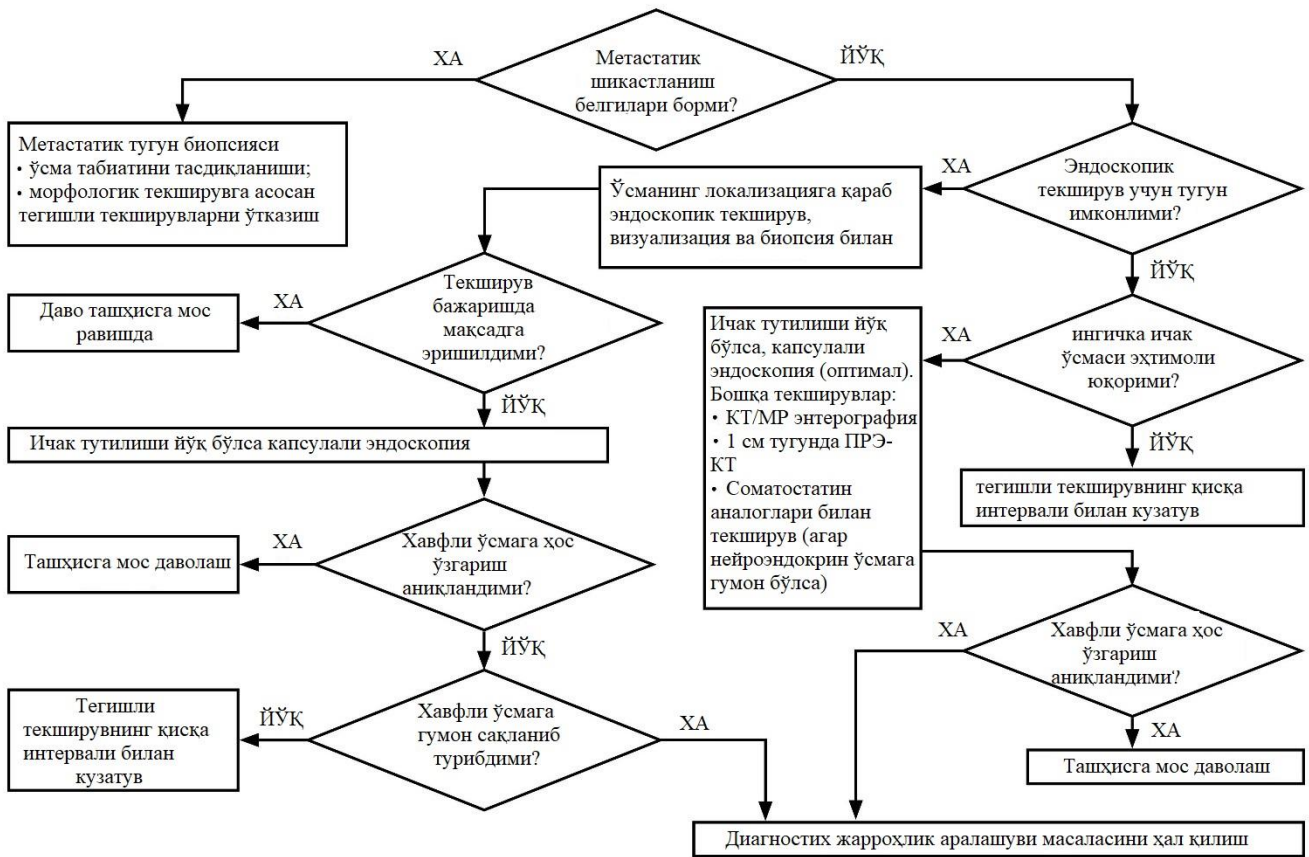 ХА
Метастатик
шикастланиш
белгилари борми?
ЙЎҚ
Метастатик тугун биопсияси
• ўсма табиатини тасдиқланиши;
• морфологик текширувга асосан
тегишли текширувларни ўтказиш
Эндоскопик
текширув учун тугун
имконлими?
ХА
Ўсманинг локализацияга қараб
эндоскопик текширув,
визуализация ва биопсия билан
ЙЎҚ
Текширув
бажаришда
мақсадга
эришилдими?
ХА
Даво ташҳисга мос
равишда
ингичка ичак
ўсмаси эҳтимоли
юқорими?
ХА
Ичак тутилиши йўқ
бўлса, капсулали
эндоскопия (оптимал).
Бошқа текширувлар:
• КТ/МР энтерография
• 1 см тугунда ПРЭ-
КТ
• Соматостатин
аналоглари билан
текширув (агар
нейроэндокрин ўсмага
гумон бўлса)
ЙЎҚ
Ичак тутилиши йўқ бўлса капсулали эндоскопия
ЙЎҚ
тегишли текширувнинг қисқа
интервали билан кузатув
Хавфли ўсмага ҳос
ўзгариш
аниқландими?
ХА
Ташҳисга мос даволаш
Хавфли ўсмага ҳос
ўзгариш
аниқландими?
ХА
ЙЎҚ
Хавфли ўсмага
гумон сақланиб
турибдими?
ЙЎҚ
Тегишли
текширувнинг қисқа
интервали билан
кузатув
ХА
ХА
Ташҳисга мос даволаш
Диагностих жарроҳлик аралашуви масаласини ҳал қилиш